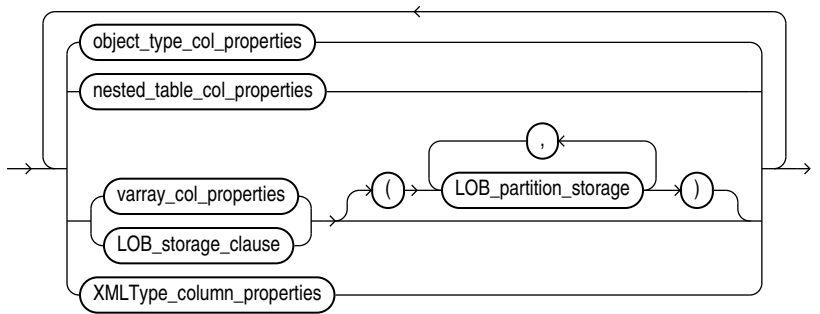 object_type_col_properties
nested_table_col_properties
,
( LOB_partition_storage )
varray_col_properties
LOB_storage_clause
XMLType_column_properties